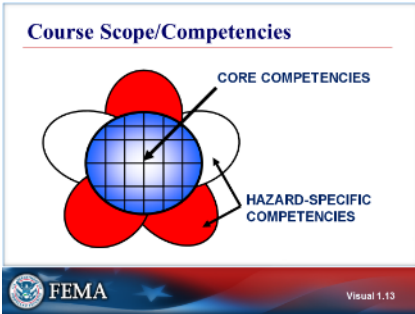 Course Scope/Competencies
CORE COMPETENCIES
HAZARD-SPECIFIC
COMPETENCIES
FEMA
Visual 1.13